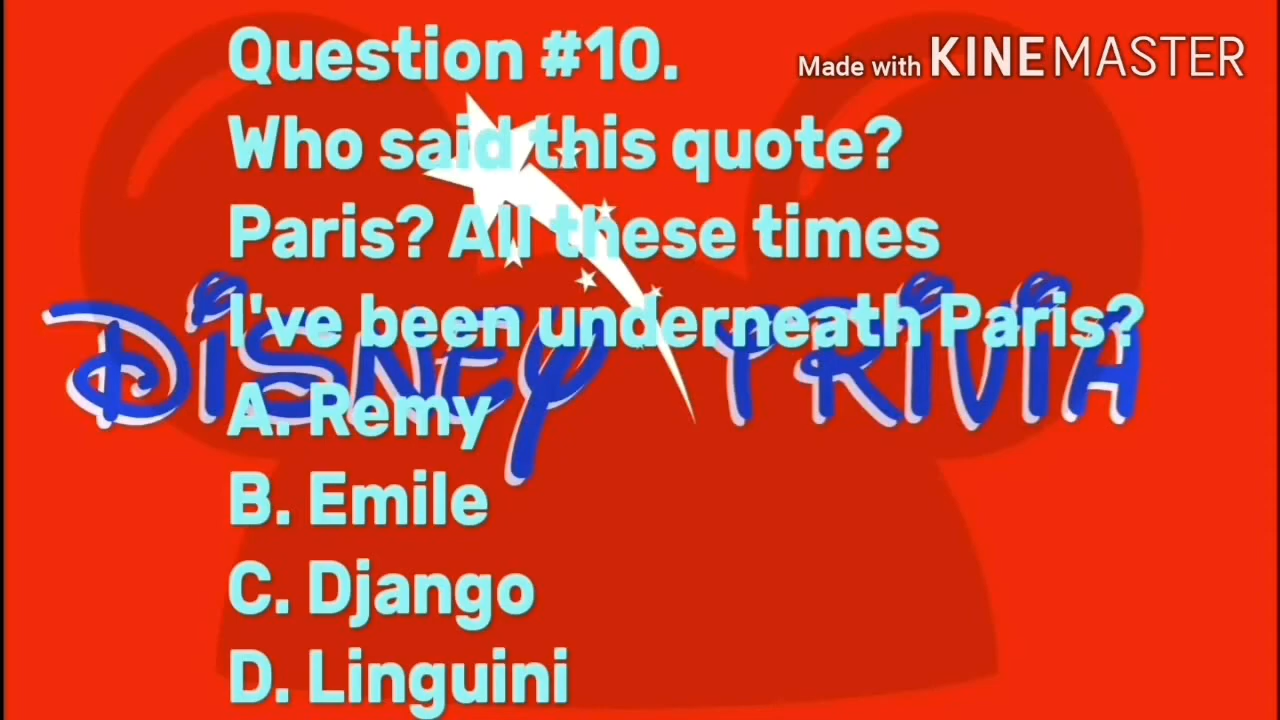 Question #10.
Made with KINEMASTER
Who said this quote?
Paris? All these times
I've been underneath Paris?
DISNEY TRIVIA
A. Remy
B. Emile
C. Django
D. Linguini